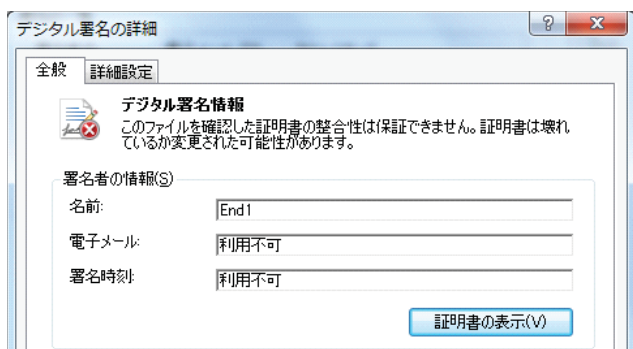 デジタル署名の詳細
全般
詳細設定
デジタル署名情報
このファイルを確認した証明書の整合性は保証できません。証明書は壊れ
ているか変更された可能性があります。
署名者の情報(S)
名前:
End1
電子メール:
利用不可
署名時刻:
利用不可
証明書の表示(V)